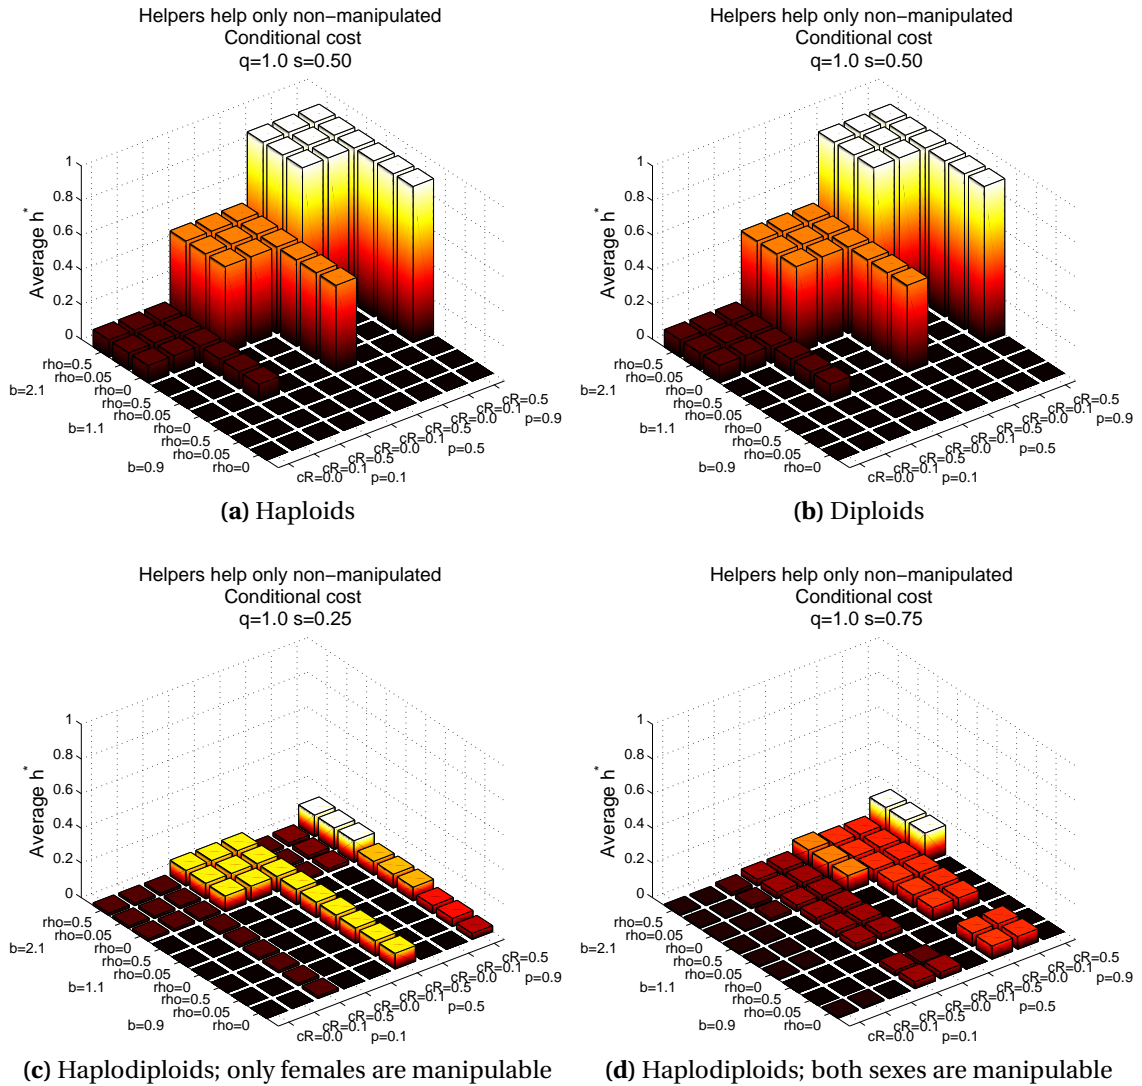 Helpers help only non−manipulated
Conditional cost
q=1.0 s=0.50
1
0.8
0.6
0.4
0.2
0
Average h*
rho=0.5
rho=0.05
rho=0
rho=0.5
rho=0.05
rho=0
rho=0.5
rho=0.05
rho=0
b=2.1
b=1.1
b=0.9
cR=0.0
cR=0.1
cR=0.5
cR=0.0
cR=0.1
cR=0.5
cR=0.0
cR=0.1
cR=0.5
p=0.1
p=0.5
p=0.9
(a) Haploids
Helpers help only non−manipulated
Conditional cost
q=1.0 s=0.50
1
0.8
0.6
0.4
0.2
0
Average h*
rho=0.5
rho=0.05
rho=0
rho=0.5
rho=0.05
rho=0
rho=0.5
rho=0.05
rho=0
b=2.1
b=1.1
b=0.9
cR=0.0
cR=0.1
cR=0.5
cR=0.0
cR=0.1
cR=0.5
cR=0.0
cR=0.1
cR=0.5
p=0.1
p=0.5
p=0.9
(b) Diploids
Helpers help only non−manipulated
Conditional cost
q=1.0 s=0.25
1
0.8
0.6
0.4
0.2
0
Average h*
rho=0.5
rho=0.05
rho=0
rho=0.5
rho=0.05
rho=0
rho=0.5
rho=0.05
rho=0
b=2.1
b=1.1
b=0.9
cR=0.0
cR=0.1
cR=0.5
cR=0.0
cR=0.1
cR=0.5
cR=0.0
cR=0.1
cR=0.5
p=0.1
p=0.5
p=0.9
(c) Haplodiploids; only females are manipulable
Helpers help only non−manipulated
Conditional cost
q=1.0 s=0.75
1
0.8
0.6
0.4
0.2
0
Average h*
rho=0.5
rho=0.05
rho=0
rho=0.5
rho=0.05
rho=0
rho=0.5
rho=0.05
rho=0
b=2.1
b=1.1
b=0.9
cR=0.0
cR=0.1
cR=0.5
cR=0.0
cR=0.1
cR=0.5
cR=0.0
cR=0.1
cR=0.5
p=0.1
p=0.5
p=0.9
(d) Haplodiploids; both sexes are manipulable